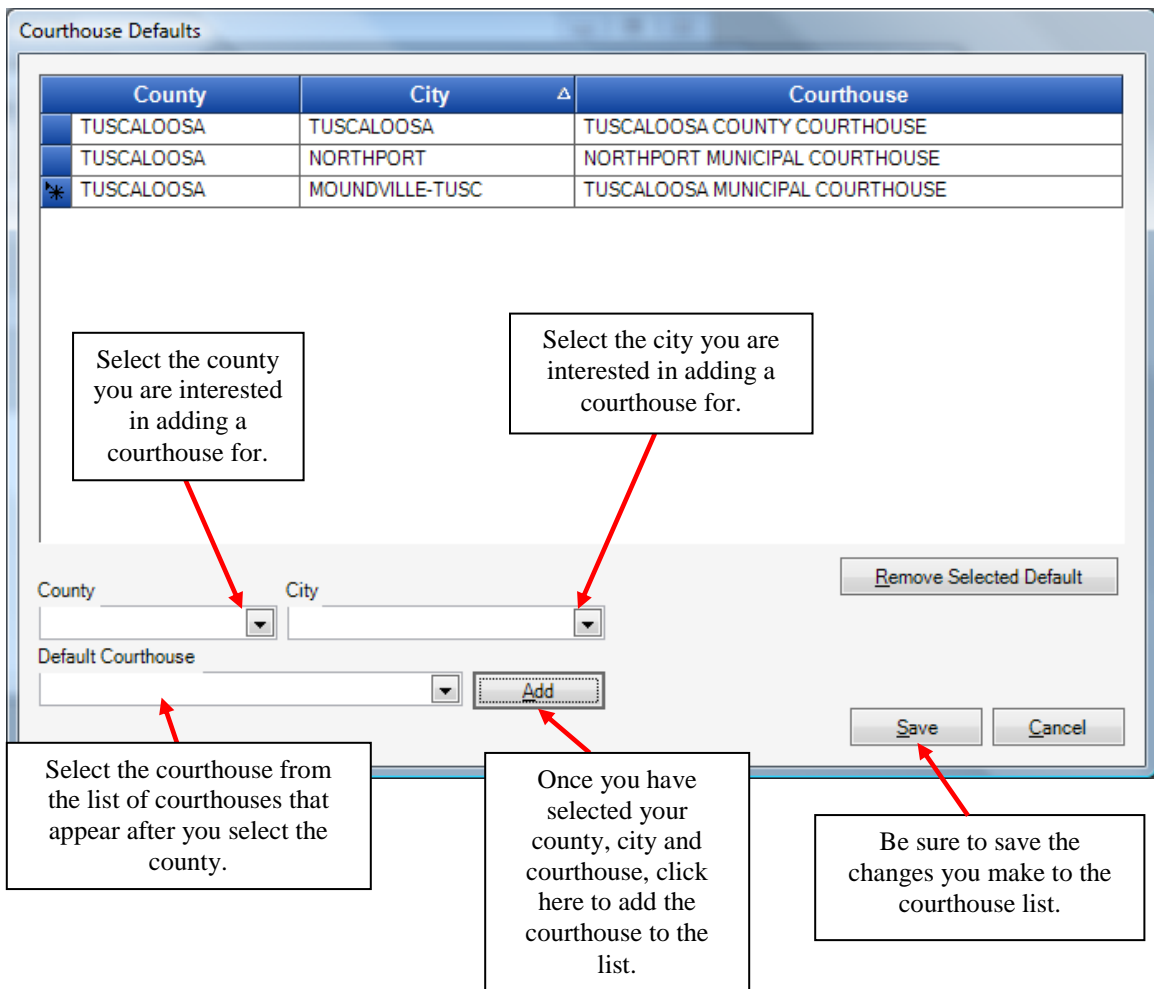 Courthouse Defaults
County City Courthouse
TUSCALOOSA TUSCALOOSA TUSCALOOSA COUNTY COURTHOUSE
TUSCALOOSA NORTHPORT NORTHPORT MUNICIPAL COURTHOUSE
TUSCALOOSA MOUNDVILLE-TUSC TUSCALOOSA MUNICIPAL COURTHOUSE
Select the county
you are interested
in adding a
courthouse for.
Select the city you are
interested in adding a
courthouse for.
Remove Selected Default
County City
Default Courthouse
Add
Save Cancel
Select the courthouse from
the list of courthouses that
appear after you select the
county.
Once you have
selected your
county, city and
courthouse, click
here to add the
courthouse to the
list.
Be sure to save the
changes you make to the
courthouse list.